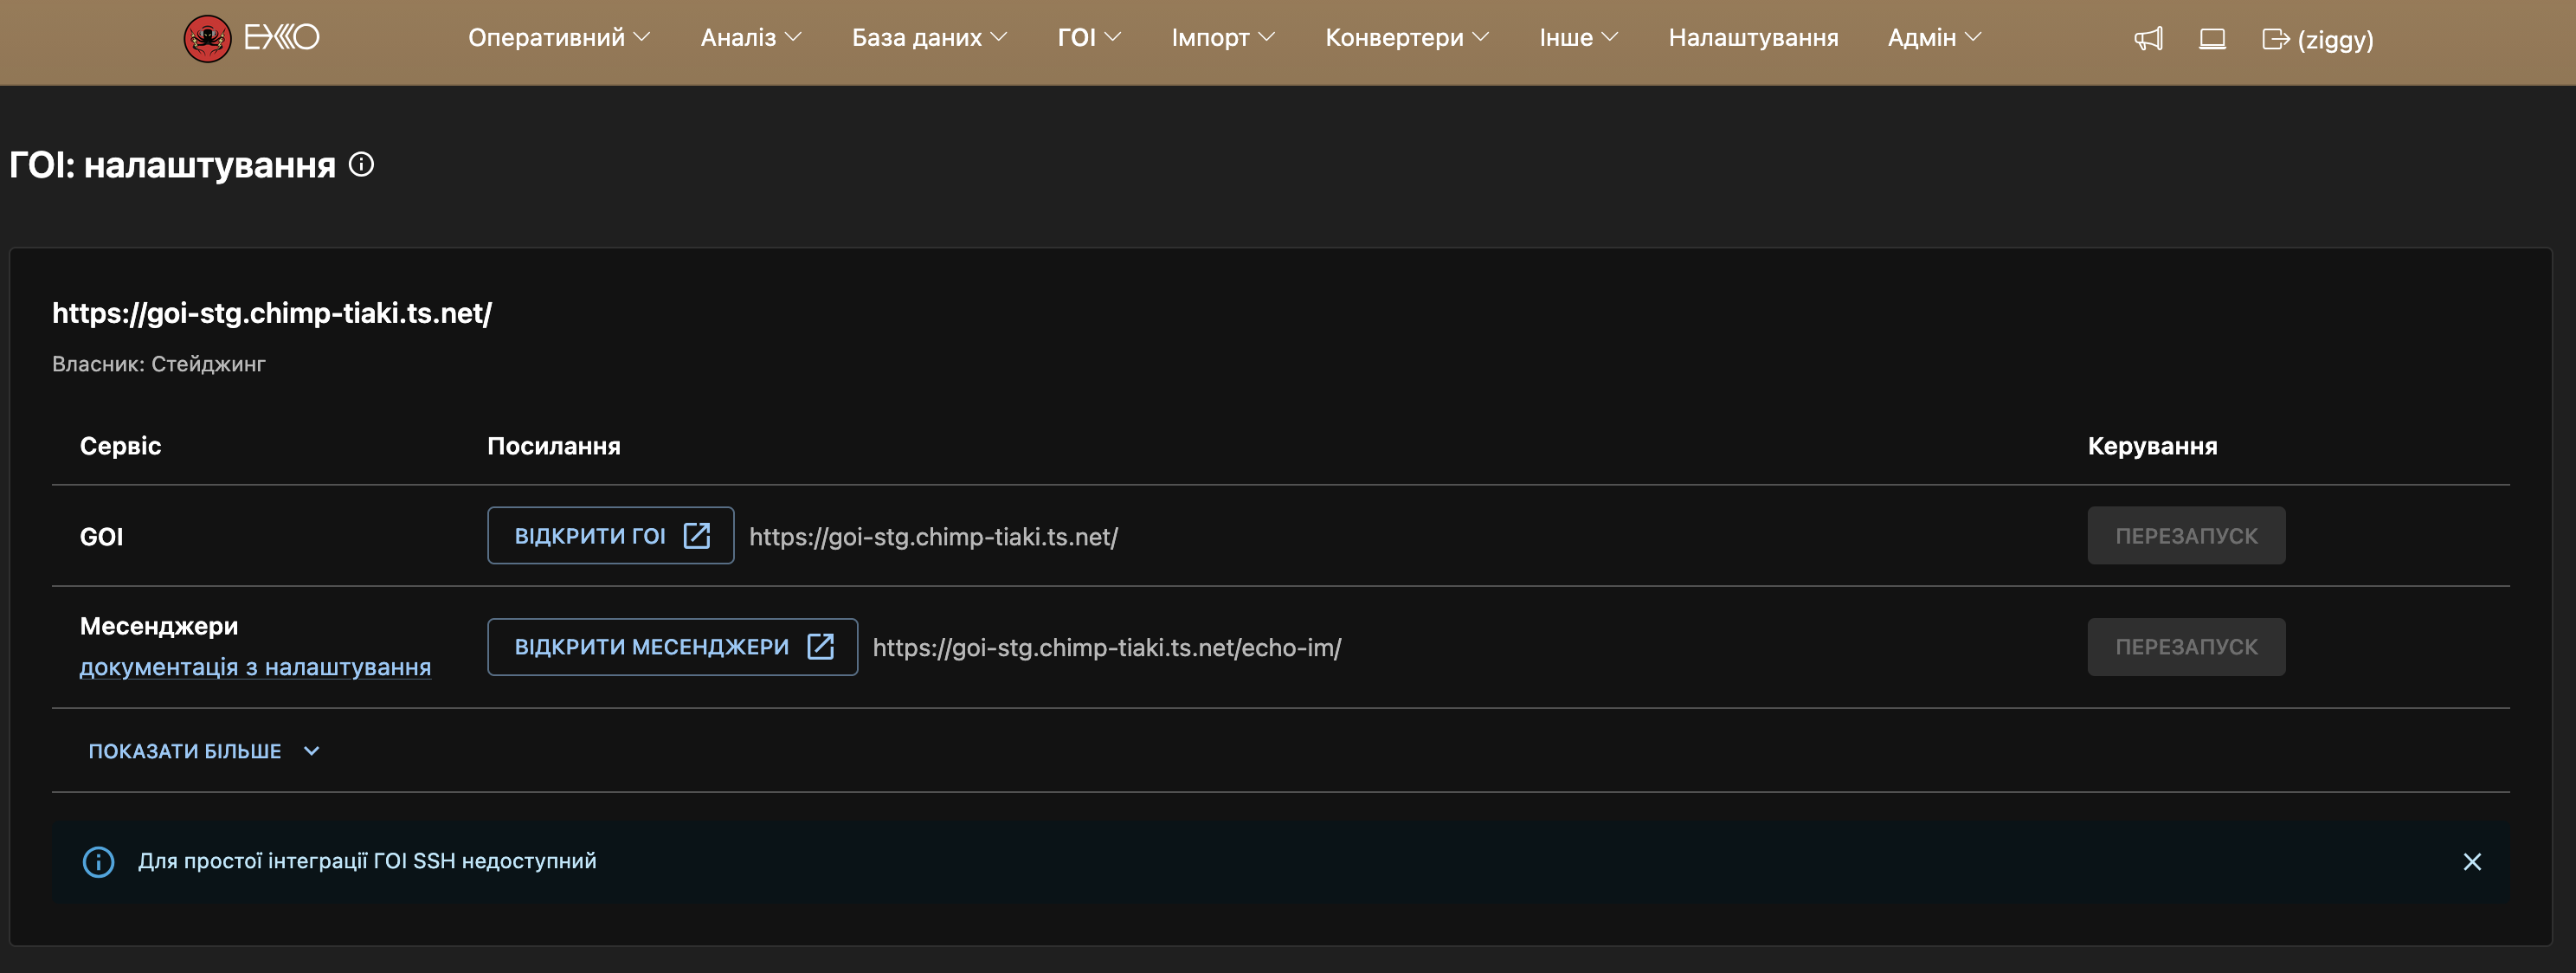 Оперативний Аналіз База даних ГОІ Імпорт Конвертери Інше Налаштування Адмін (ziggy)
ГОІ: налаштування
https://goi-stg.chimp-tiaki.ts.net/
Власник: Стейджинг
Сервіс Посилання Керування
GOI ВІДКРИТИ ГОІ https://goi-stg.chimp-tiaki.ts.net/ ПЕРЕЗАПУСК
Месенджери
документація з налаштування
ВІДКРИТИ МЕСЕНДЖЕРИ https://goi-stg.chimp-tiaki.ts.net/echo-im/ ПЕРЕЗАПУСК
ПОКАЗАТИ БІЛЬШЕ
Для простої інтеграції ГОІ SSH недоступний